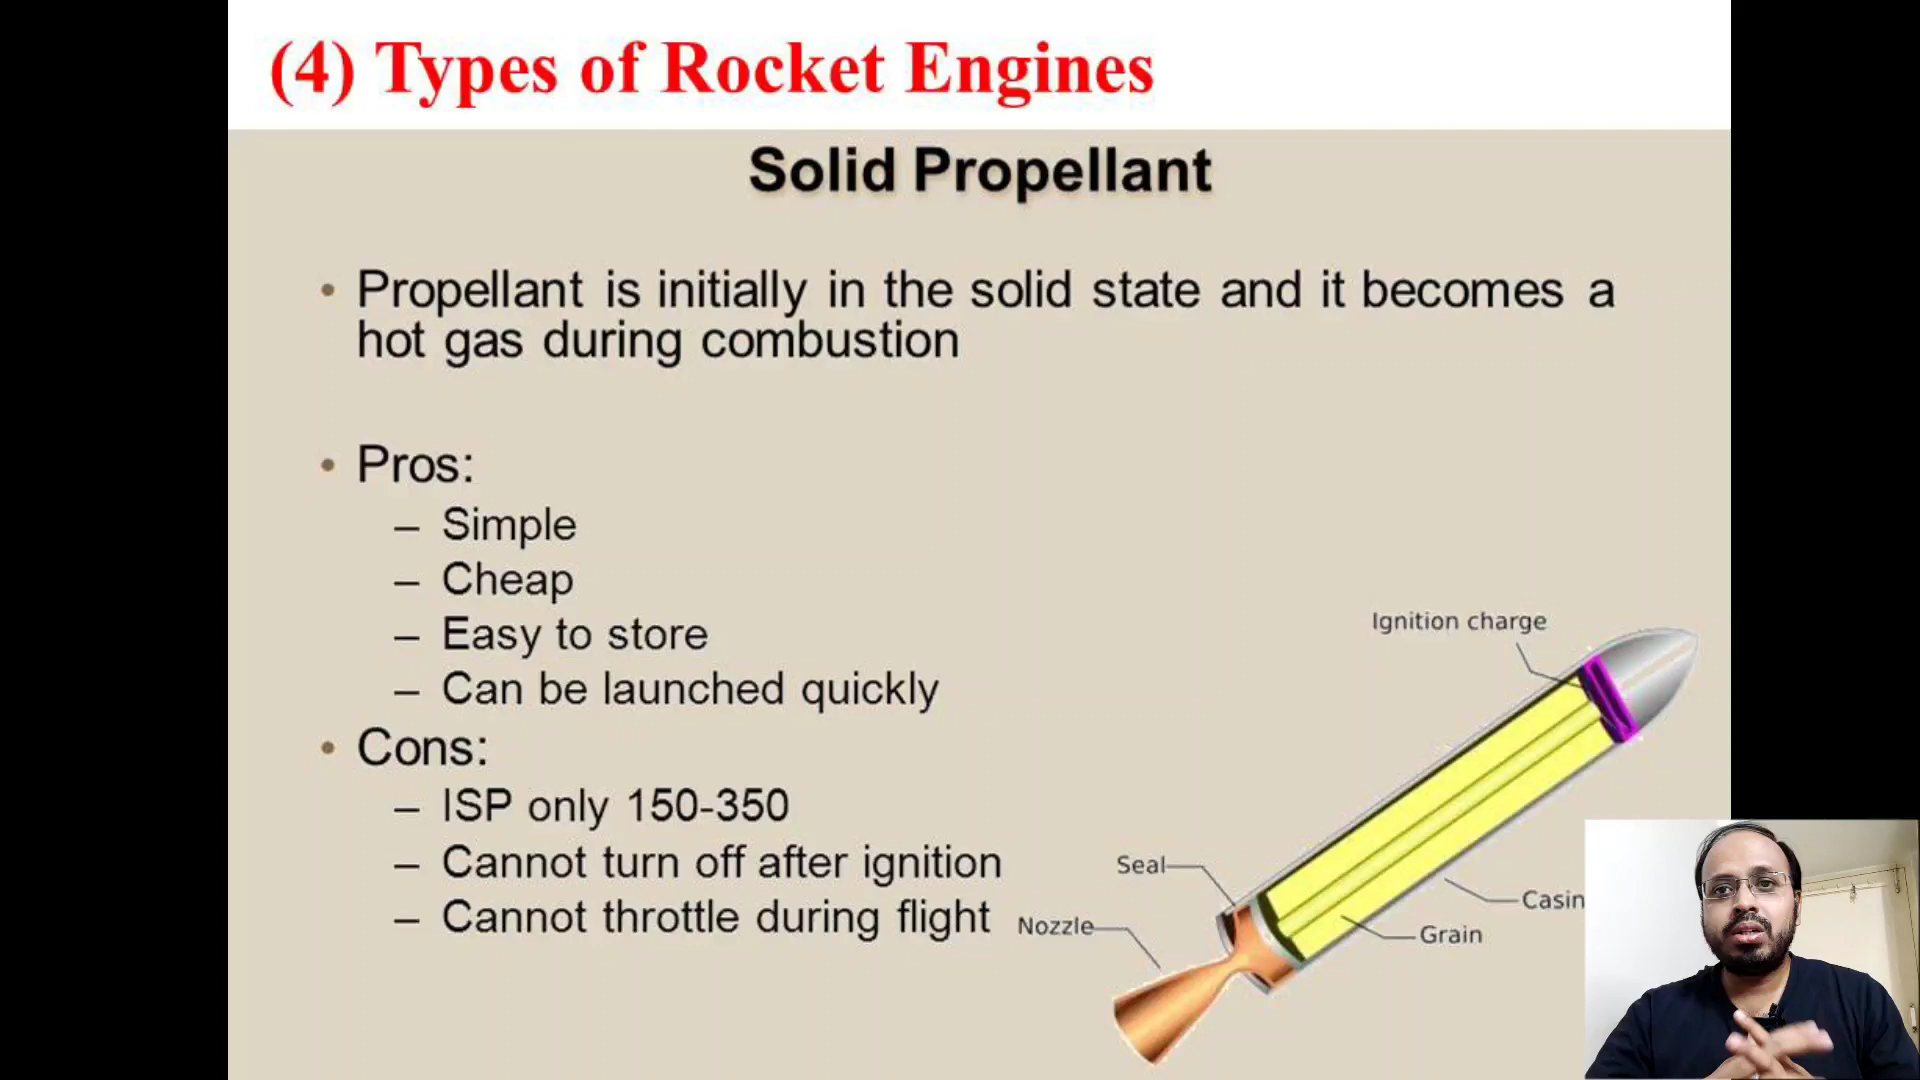 (4) Types of Rocket Engines
Solid Propellant
• Propellant is initially in the solid state and it becomes a
hot gas during combustion
• Pros:
– Simple
– Cheap
– Easy to store
– Can be launched quickly
• Cons:
– ISP only 150-350
– Cannot turn off after ignition
– Cannot throttle during flight
Ignition charge
Seal
Nozzle
Casin
Grain